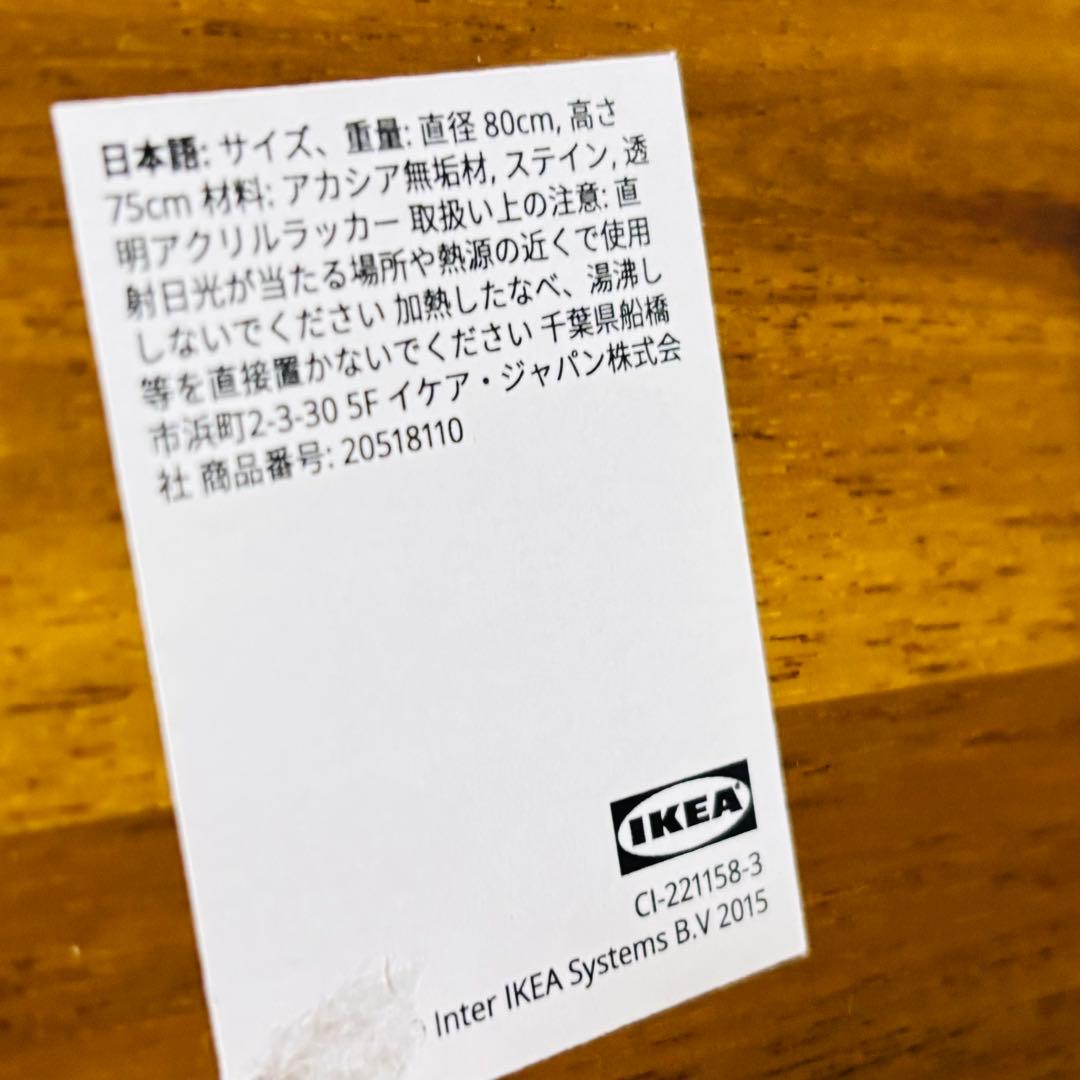 日本語: サイズ、重量: 直径 80cm, 高さ
75cm 材料: アカシア無垢材, ステイン, 透
明アクリルラッカー 取扱い上の注意: 直
射日光が当たる場所や熱源の近くで使用
しないでください 加熱したなべ、湯沸し
等を直接置かないでください 千葉県船橋
市浜町2-3-30 5F イケア・ジャパン株式会
社 商品番号: 20518110
IKEA
CI-221158-3
Inter IKEA Systems B.V 2015